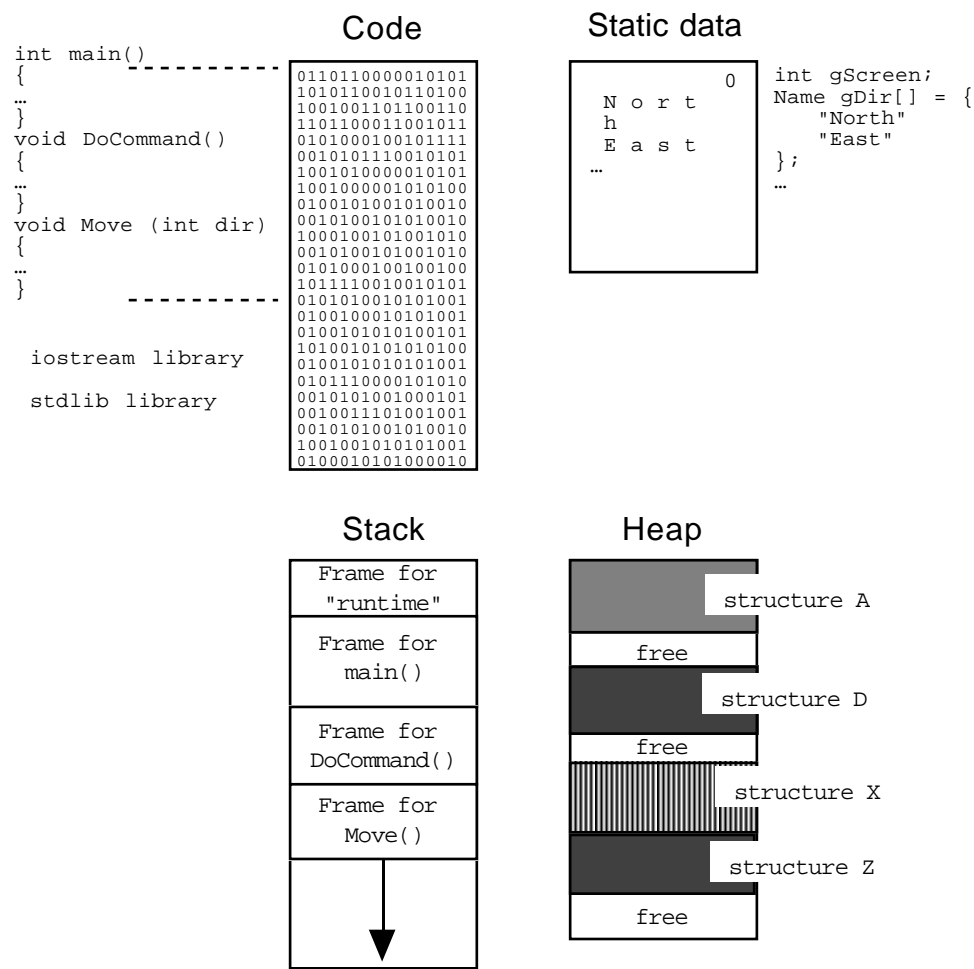 Code
Static data
int main()
{
…
}
void DoCommand()
{
…
}
void Move (int dir)
{
…
}
iostream library
stdlib library
0110110000010101
1010110010110100
1001001101100110
1101100011001011
0101000100101111
0010101110010101
1001010000010101
1001000001010100
0100101001010010
0010100101010010
1000100101001010
0010100101001010
0101000100100100
1011110010010101
0101010010101001
0100100010101001
0100101010100101
1010010101010100
0100101010101001
0101110000101010
0010101001000101
0010011101001001
0010101001010010
1001001010101001
0100010101000010
0
N o r t
h
E a s t
…
int gScreen;
Name gDir[] = {
"North"
"East"
};
…
Stack
Frame for
"runtime"
Frame for
main()
Frame for
DoCommand()
Frame for
Move()
Heap
structure A
free
structure D
free
structure X
structure Z
free